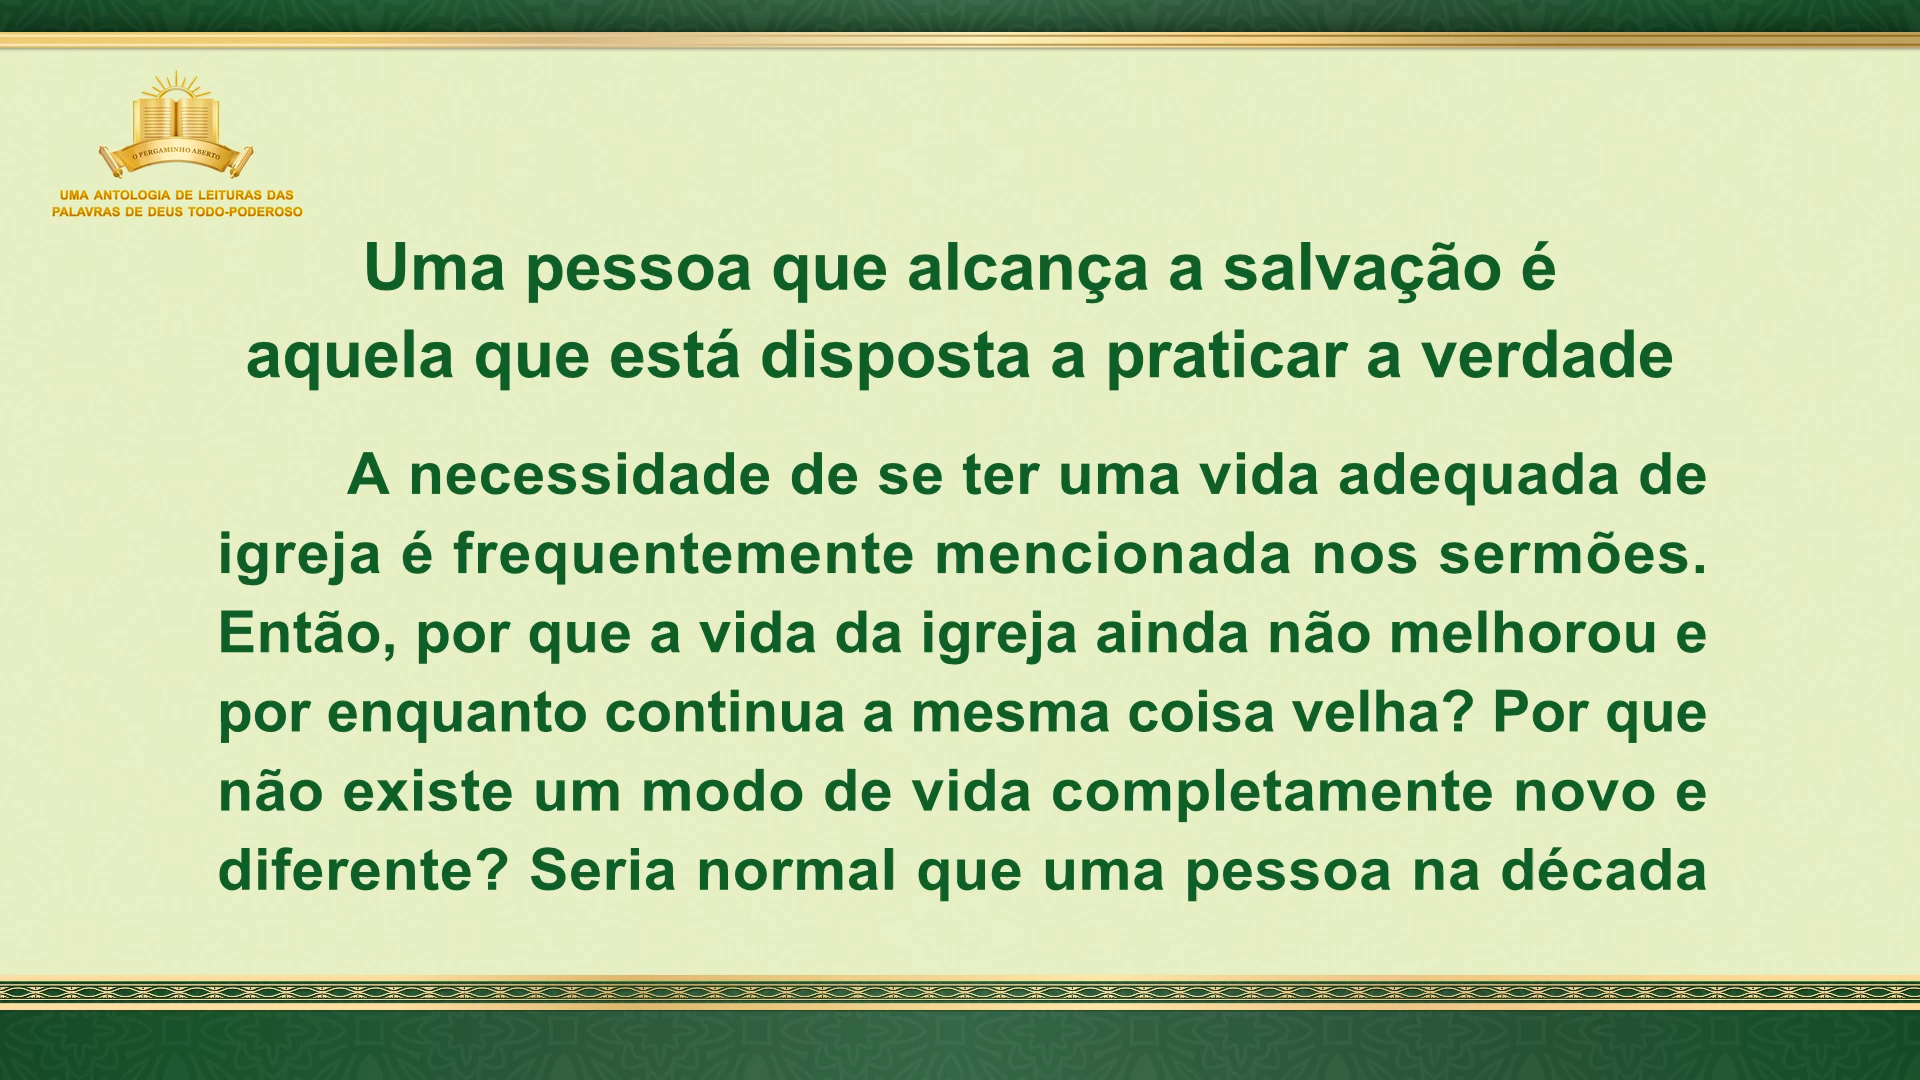 O PERGAMINHO ABERTO
UMA ANTOLOGIA DE LEITURAS DAS
PALAVRAS DE DEUS TODO-PODEROSO
Uma pessoa que alcança a salvação é
aquela que está disposta a praticar a verdade
A necessidade de se ter uma vida adequada de
igreja é frequentemente mencionada nos sermões.
Então, por que a vida da igreja ainda não melhorou e
por enquanto continua a mesma coisa velha? Por que
não existe um modo de vida completamente novo e
diferente? Seria normal que uma pessoa na década